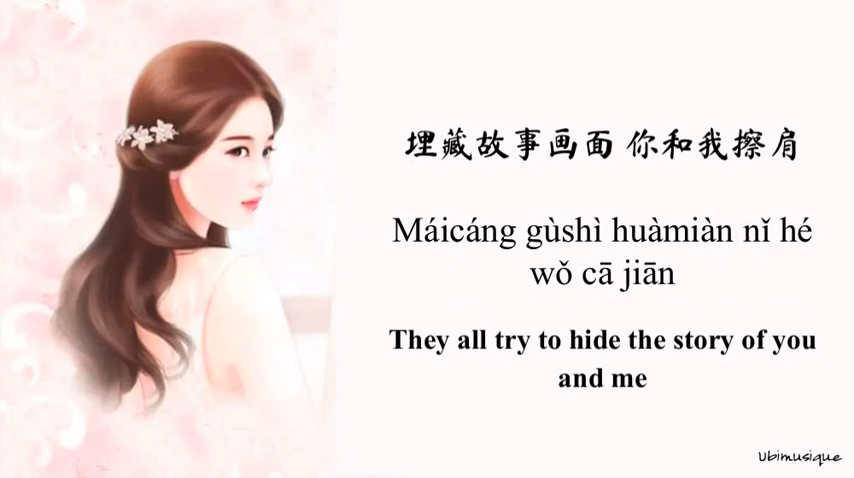 埋藏故事画面 你和我擦肩
Máicáng gùshì huàmiàn nǐ hé
wǒ cā jiān
They all try to hide the story of you
and me
Ubimusique